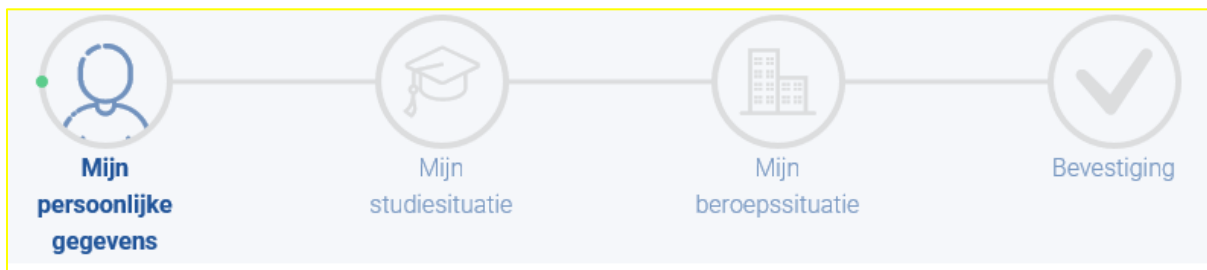 Mijn
persoonlijke
gegevens
Mijn
studiesituatie
Mijn
beroepssituatie
Bevestiging